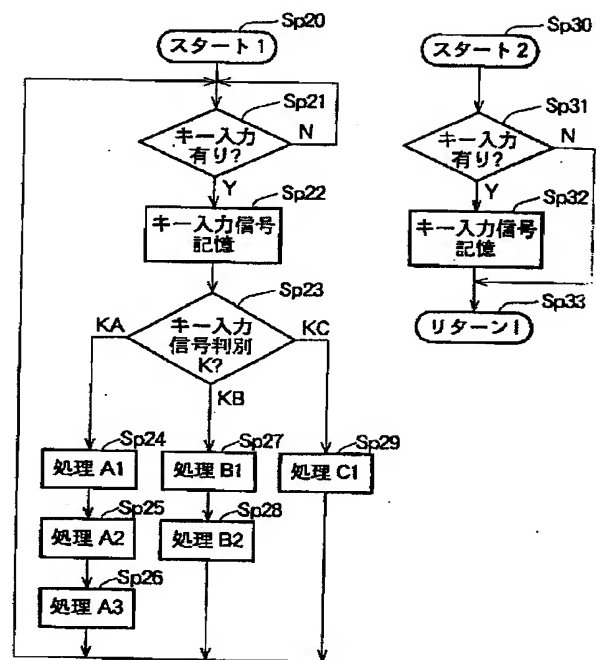 Sp20
スタート1
Sp21
キー入力
有り?
N
Y
Sp22
キー入力信号
記憶
Sp23
キー入力
信号判別
K?
KA
KB
KC
Sp24
処理 A1
Sp25
処理 A2
Sp26
処理 A3
Sp27
処理 B1
Sp28
処理 B2
Sp29
処理 C1
Sp30
スタート2
Sp31
キー入力
有り?
N
Y
Sp32
キー入力信号
記憶
Sp33
リターン1